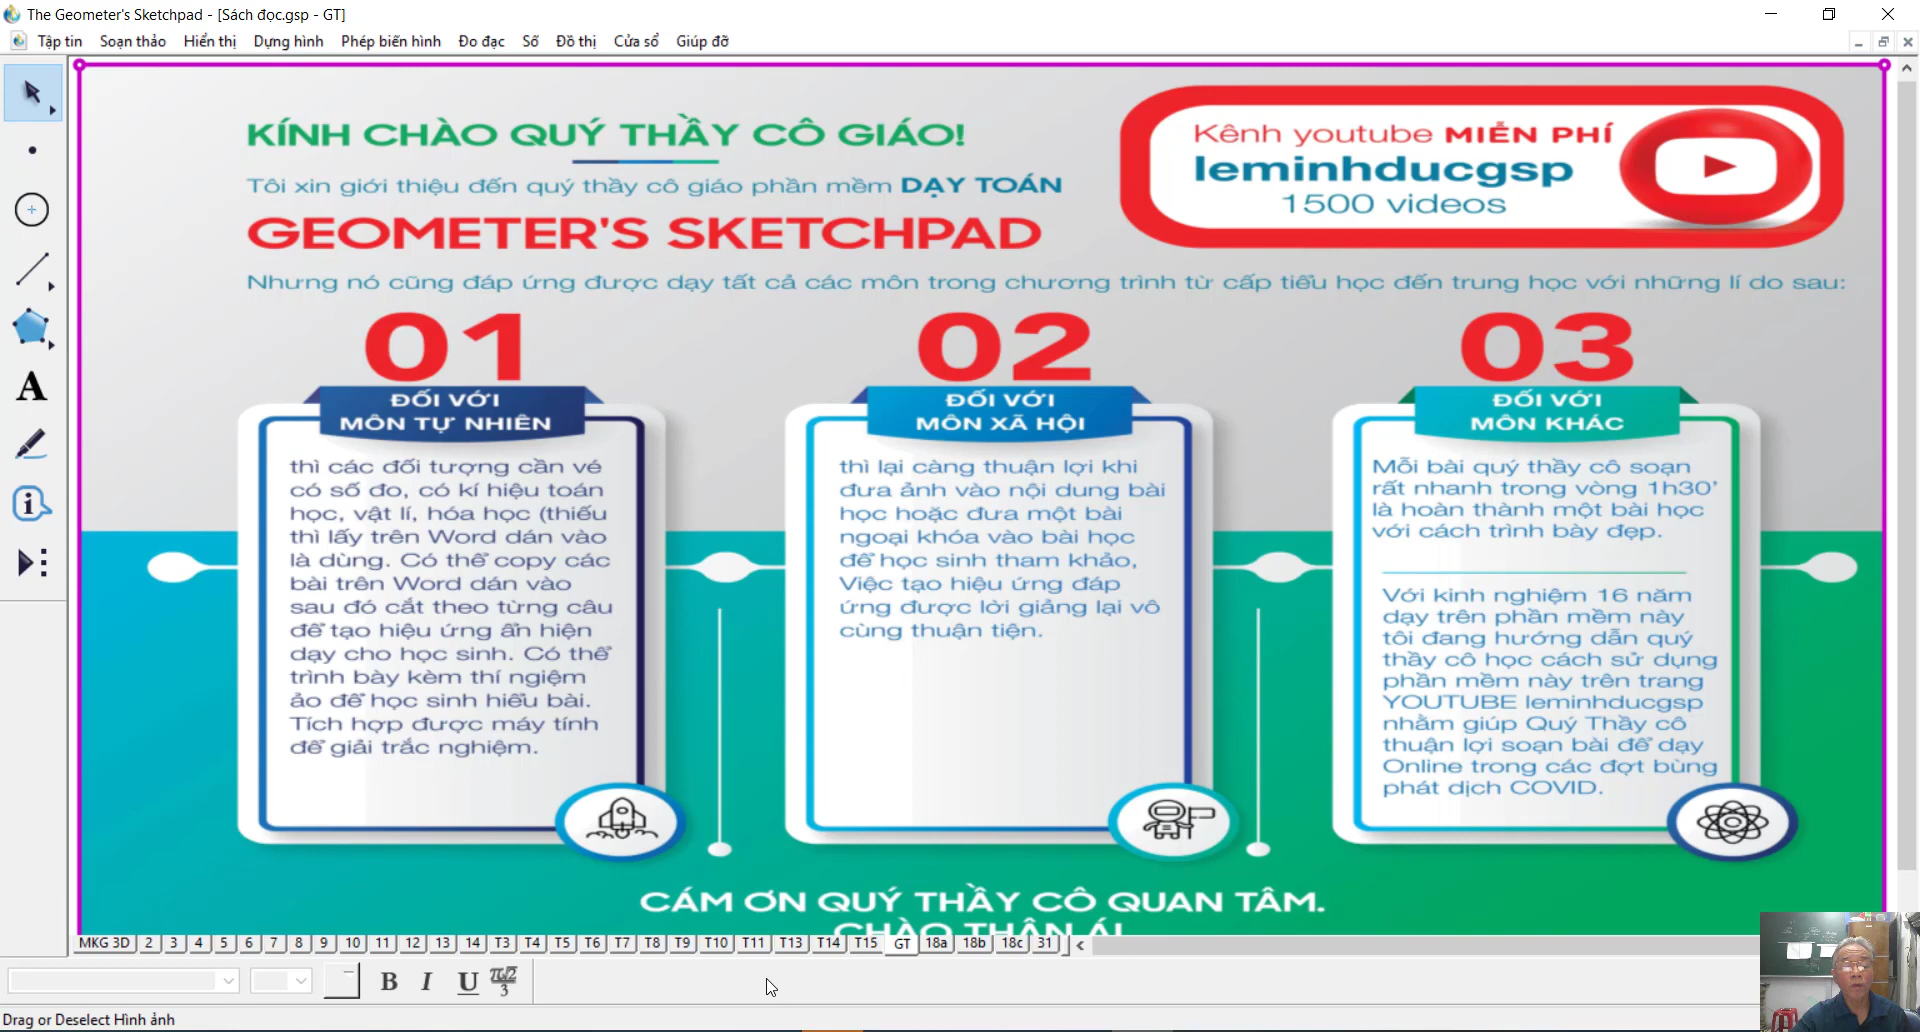 The Geometer's Sketchpad - [Sách đọc.gsp - GT]
Tập tin Soạn thảo Hiển thị Dựng hình Phép biến hình Đo đạc Số Đồ thị Cửa sổ Giúp đỡ
KÍNH CHÀO QUÝ THẦY CÔ GIÁO!
Tôi xin giới thiệu đến quý thầy cô giáo phần mềm DẠY TOÁN
GEOMETER'S SKETCHPAD
Nhưng nó cũng đáp ứng được dạy tất cả các môn trong chương trình từ cấp tiểu học đến trung học với những lí do sau:
Kênh youtube MIỄN PHÍ
leminhducgsp
1500 videos
01
ĐỐI VỚI
MÔN TỰ NHIÊN
thì các đối tượng cần vé
có số đo, có kí hiệu toán
học, vật lí, hóa học (thiếu
thì lấy trên Word dán vào
là dùng. Có thể copy các
bài trên Word dán vào
sau đó cắt theo từng câu
để tạo hiệu ứng ẩn hiện
dạy cho học sinh. Có thể
trình bày kèm thí ngiệm
ảo để học sinh hiểu bài.
Tích hợp được máy tính
để giải trắc nghiệm.
02
ĐỐI VỚI
MÔN XÃ HỘI
thì lại càng thuận lợi khi
đưa ảnh vào nội dung bài
học hoặc đưa một bài
ngoại khóa vào bài học
để học sinh tham khảo,
Việc tạo hiệu ứng đáp
ứng được lời giảng lại vô
cùng thuận tiện.
03
ĐỐI VỚI
MÔN KHÁC
Mỗi bài quý thầy cô soạn
rất nhanh trong vòng 1h30'
là hoàn thành một bài học
với cách trình bày đẹp.
Với kinh nghiệm 16 năm
dạy trên phần mềm này
tôi đang hướng dẫn quý
thầy cô học cách sử dụng
phần mềm này trên trang
YOUTUBE leminhducgsp
nhằm giúp Quý Thầy cô
thuận lợi soạn bài để dạy
Online trong các đợt bùng
phát dịch COVID.
CÁM ƠN QUÝ THẦY CÔ QUAN TÂM.
CHÀO THÂN ÁI
MKG 3D 2 3 4 5 6 7 8 9 10 11 12 13 14 T3 T4 T5 T6 T7 T8 T9 T10 T11 T13 T14 T15 GT 18a 18b 18c 31
B I U
Drag or Deselect Hình ảnh